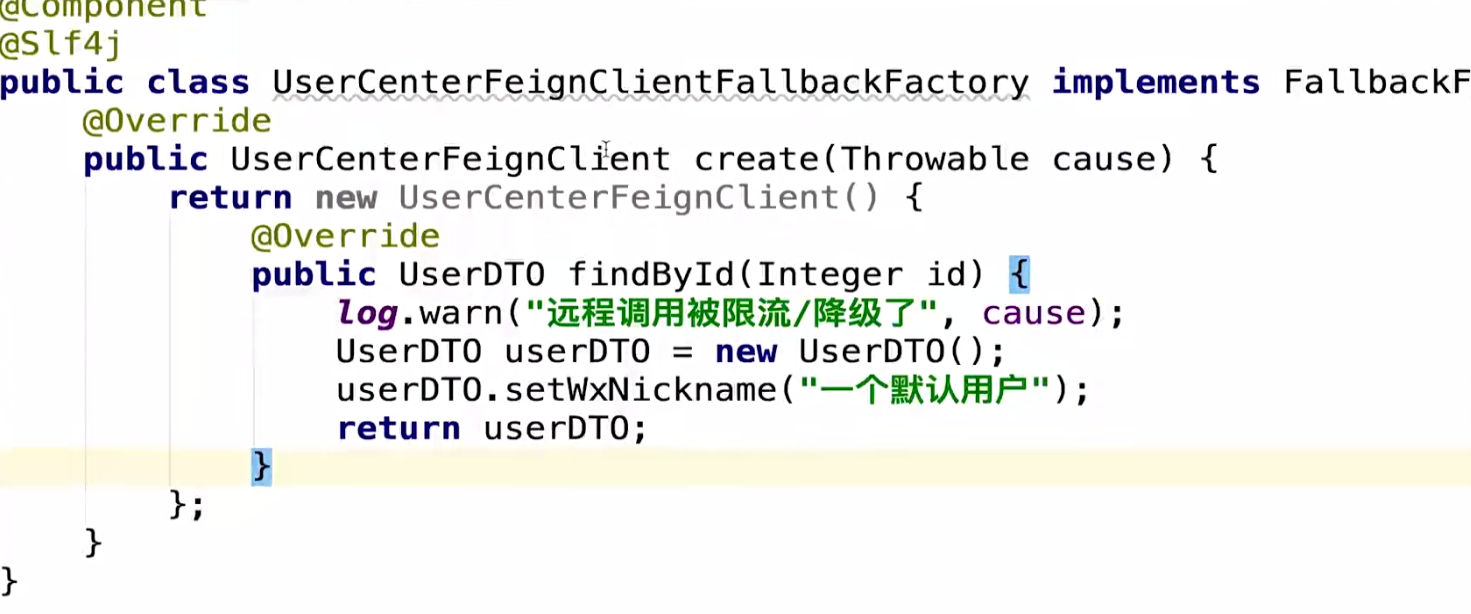 @Component
@Slf4j
public class UserCenterFeignClientFallbackFactory implements FallbackF
    @Override
    public UserCenterFeignClient create(Throwable cause) {
        return new UserCenterFeignClient() {
            @Override
            public UserDTO findById(Integer id) {
                log.warn("远程调用被限流/降级了", cause);
                UserDTO userDTO = new UserDTO();
                userDTO.setWxNickname("一个默认用户");
                return userDTO;
            }
        };
    }
}